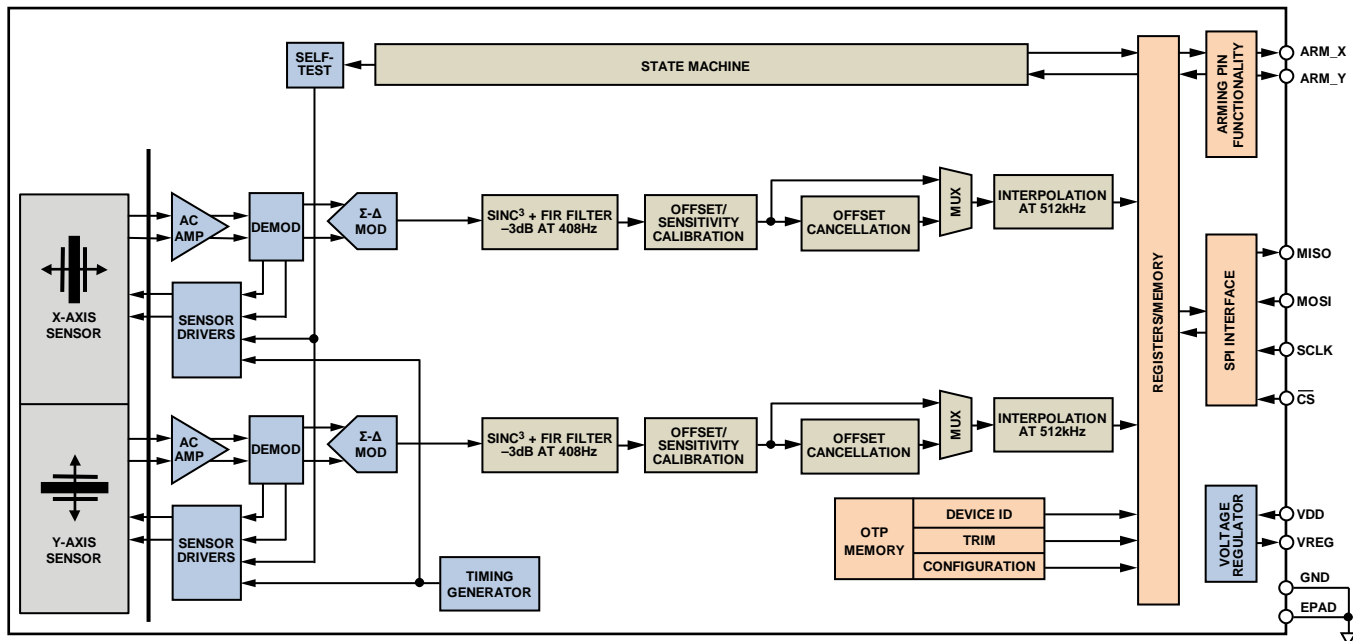 SELF-
TEST
STATE MACHINE
ARMING PIN
FUNCTIONALITY
ARM_X
ARM_Y
X-AXIS
SENSOR
AC
AMP
DEMOD
Σ-Δ
MOD
SINC³ + FIR FILTER
–3dB AT 408Hz
OFFSET/
SENSITIVITY
CALIBRATION
OFFSET
CANCELLATION
MUX
INTERPOLATION
AT 512kHz
SENSOR
DRIVERS
REGISTERS/MEMORY
SPI INTERFACE
MISO
MOSI
SCLK
C̅S̅
Y-AXIS
SENSOR
AC
AMP
DEMOD
Σ-Δ
MOD
SINC³ + FIR FILTER
–3dB AT 408Hz
OFFSET/
SENSITIVITY
CALIBRATION
OFFSET
CANCELLATION
MUX
INTERPOLATION
AT 512kHz
SENSOR
DRIVERS
TIMING
GENERATOR
OTP
MEMORY
DEVICE ID
TRIM
CONFIGURATION
VOLTAGE
REGULATOR
VDD
VREG
GND
EPAD